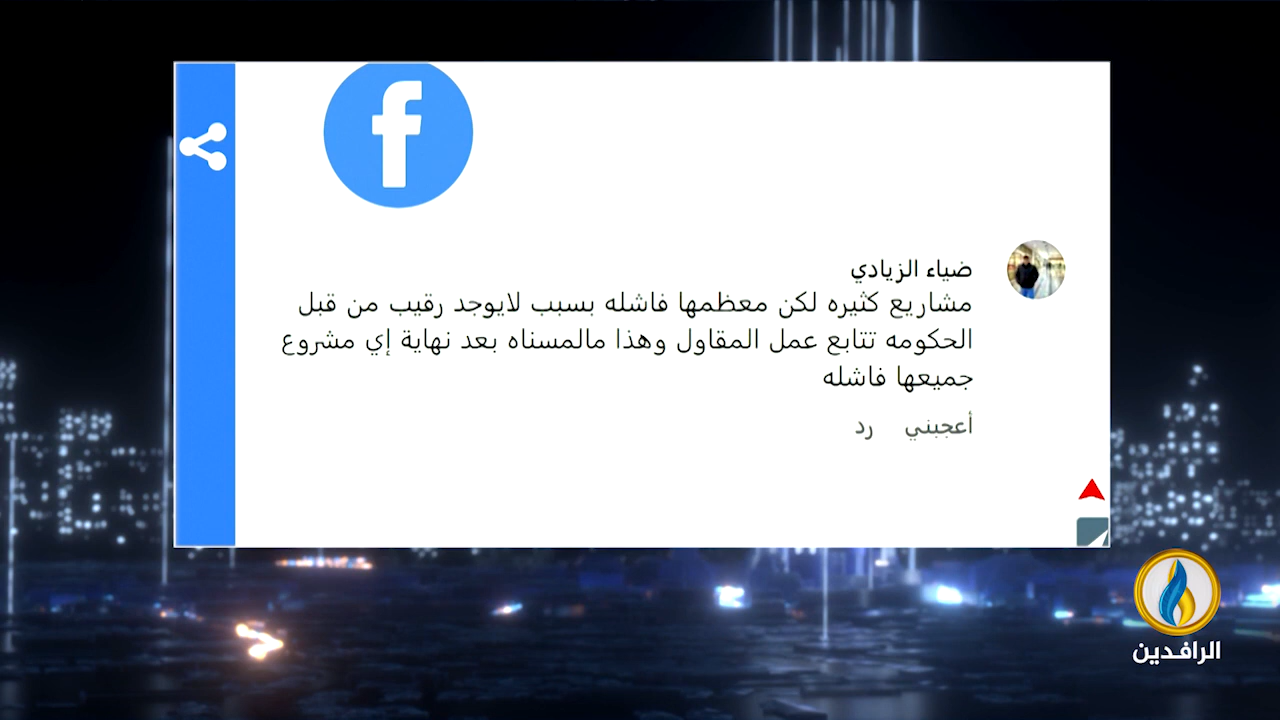 ضياء الزيادي
مشاريع كثيره لكن معظمها فاشله بسبب لايوجد رقيب من قبل
الحكومه تتابع عمل المقاول وهذا مالمسناه بعد نهاية إي مشروع
جميعها فاشله
أعجبني رد
الرافدين